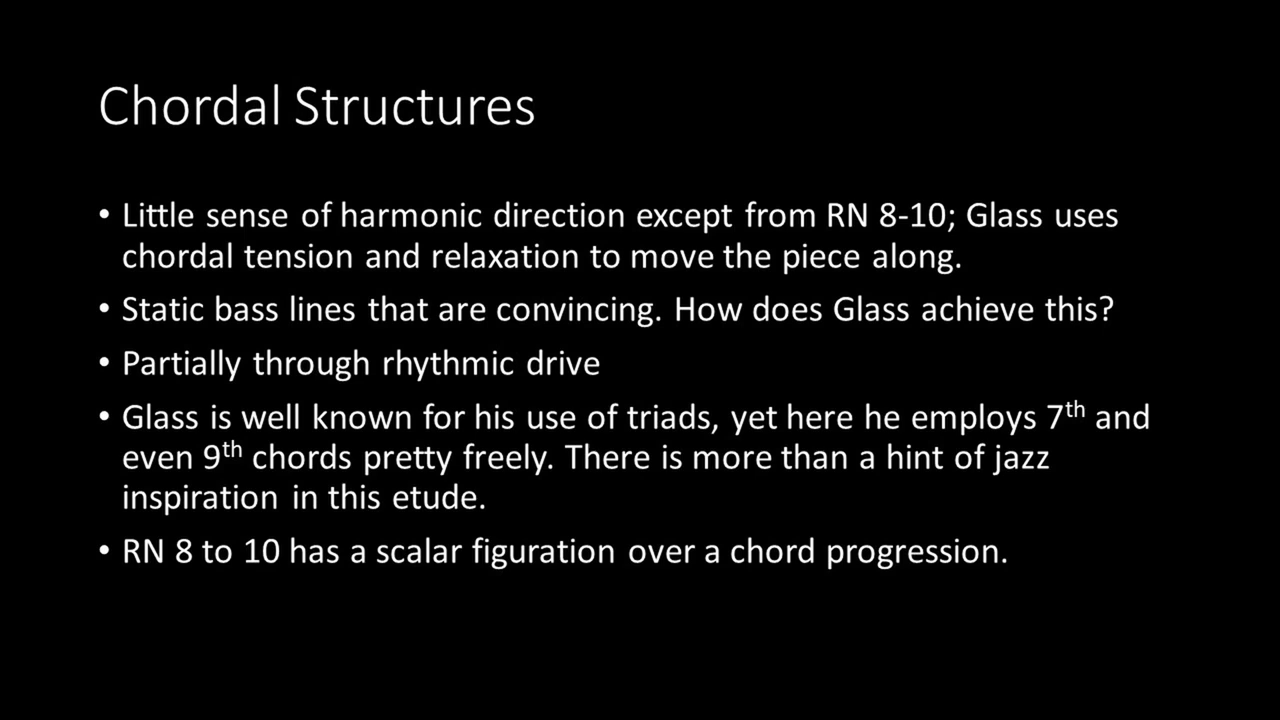 Chordal Structures
• Little sense of harmonic direction except from RN 8-10; Glass uses
chordal tension and relaxation to move the piece along.
• Static bass lines that are convincing. How does Glass achieve this?
• Partially through rhythmic drive
• Glass is well known for his use of triads, yet here he employs 7th and
even 9th chords pretty freely. There is more than a hint of jazz
inspiration in this etude.
• RN 8 to 10 has a scalar figuration over a chord progression.